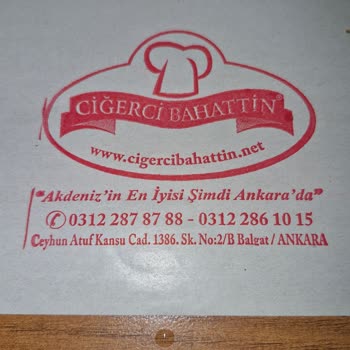 CİĞERCİ BAHATTİN®
www.cigercibahattin.net
"Akdeniz'in En İyisi Şimdi Ankara'da"
✆ 0312 287 87 88 - 0312 286 10 15
Ceyhun Atuf Kansu Cad. 1386. Sk. No:2/B Balgat / ANKARA